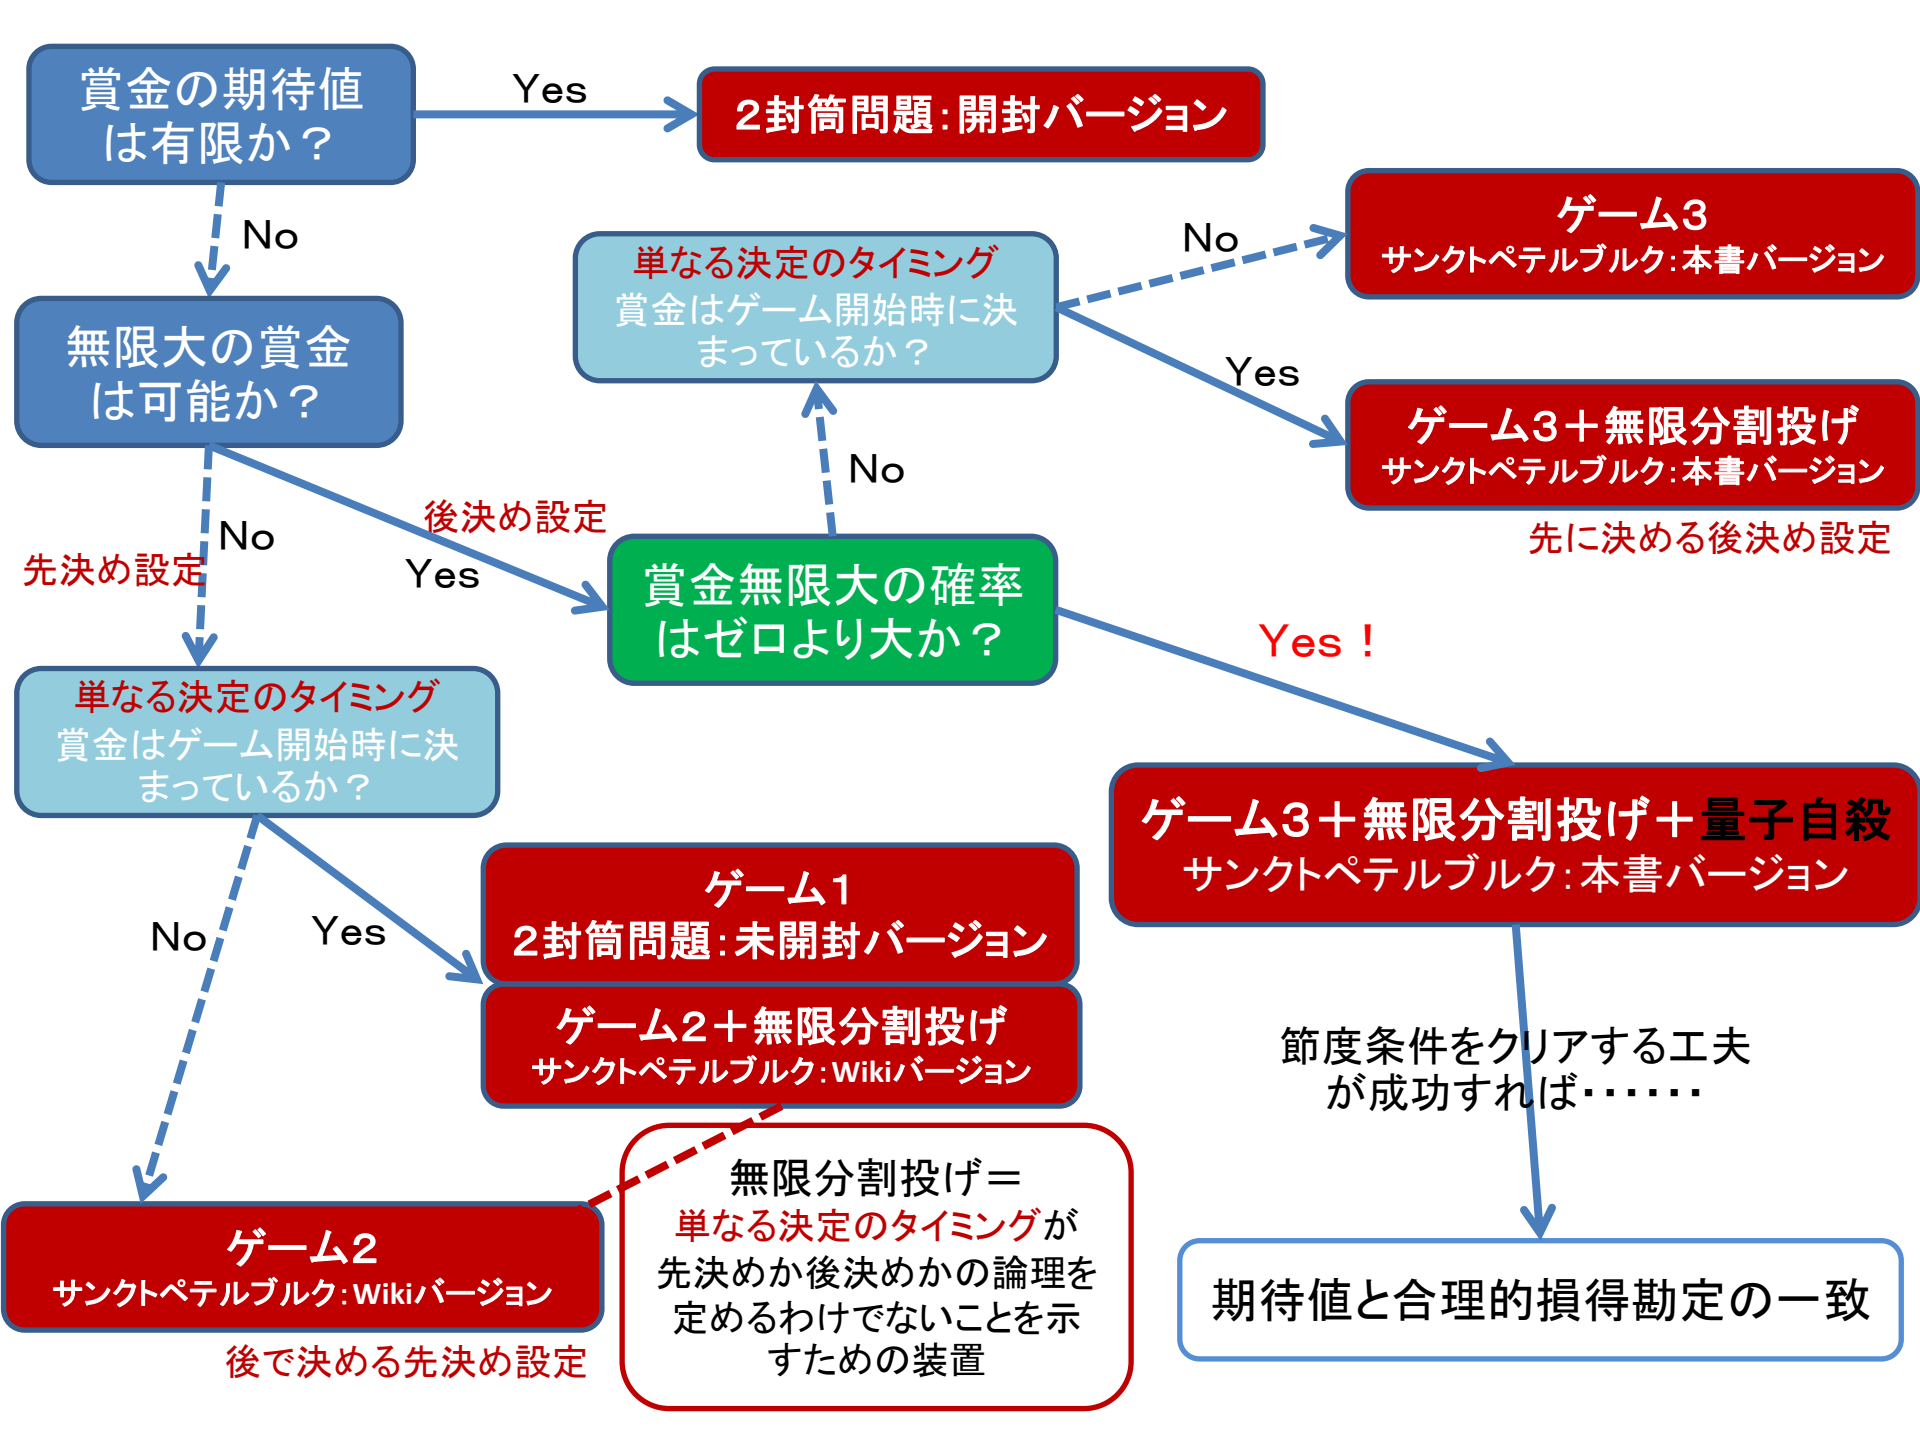 賞金の期待値
は有限か？
Yes
２封筒問題：開封バージョン
No
無限大の賞金
は可能か？
単なる決定のタイミング
賞金はゲーム開始時に決
まっているか？
No
ゲーム３
サンクトペテルブルク：本書バージョン
Yes
ゲーム３＋無限分割投げ
サンクトペテルブルク：本書バージョン
先に決める後決め設定
No
後決め設定
Yes
No
先決め設定
賞金無限大の確率
はゼロより大か？
Yes！
単なる決定のタイミング
賞金はゲーム開始時に決
まっているか？
ゲーム３＋無限分割投げ＋量子自殺
サンクトペテルブルク：本書バージョン
No
Yes
ゲーム１
２封筒問題：未開封バージョン
ゲーム２＋無限分割投げ
サンクトペテルブルク：Wikiバージョン
節度条件をクリアする工夫
が成功すれば・・・・・・
無限分割投げ＝
単なる決定のタイミングが
先決めか後決めかの論理を
定めるわけでないことを示
すための装置
ゲーム２
サンクトペテルブルク：Wikiバージョン
後で決める先決め設定
期待値と合理的損得勘定の一致